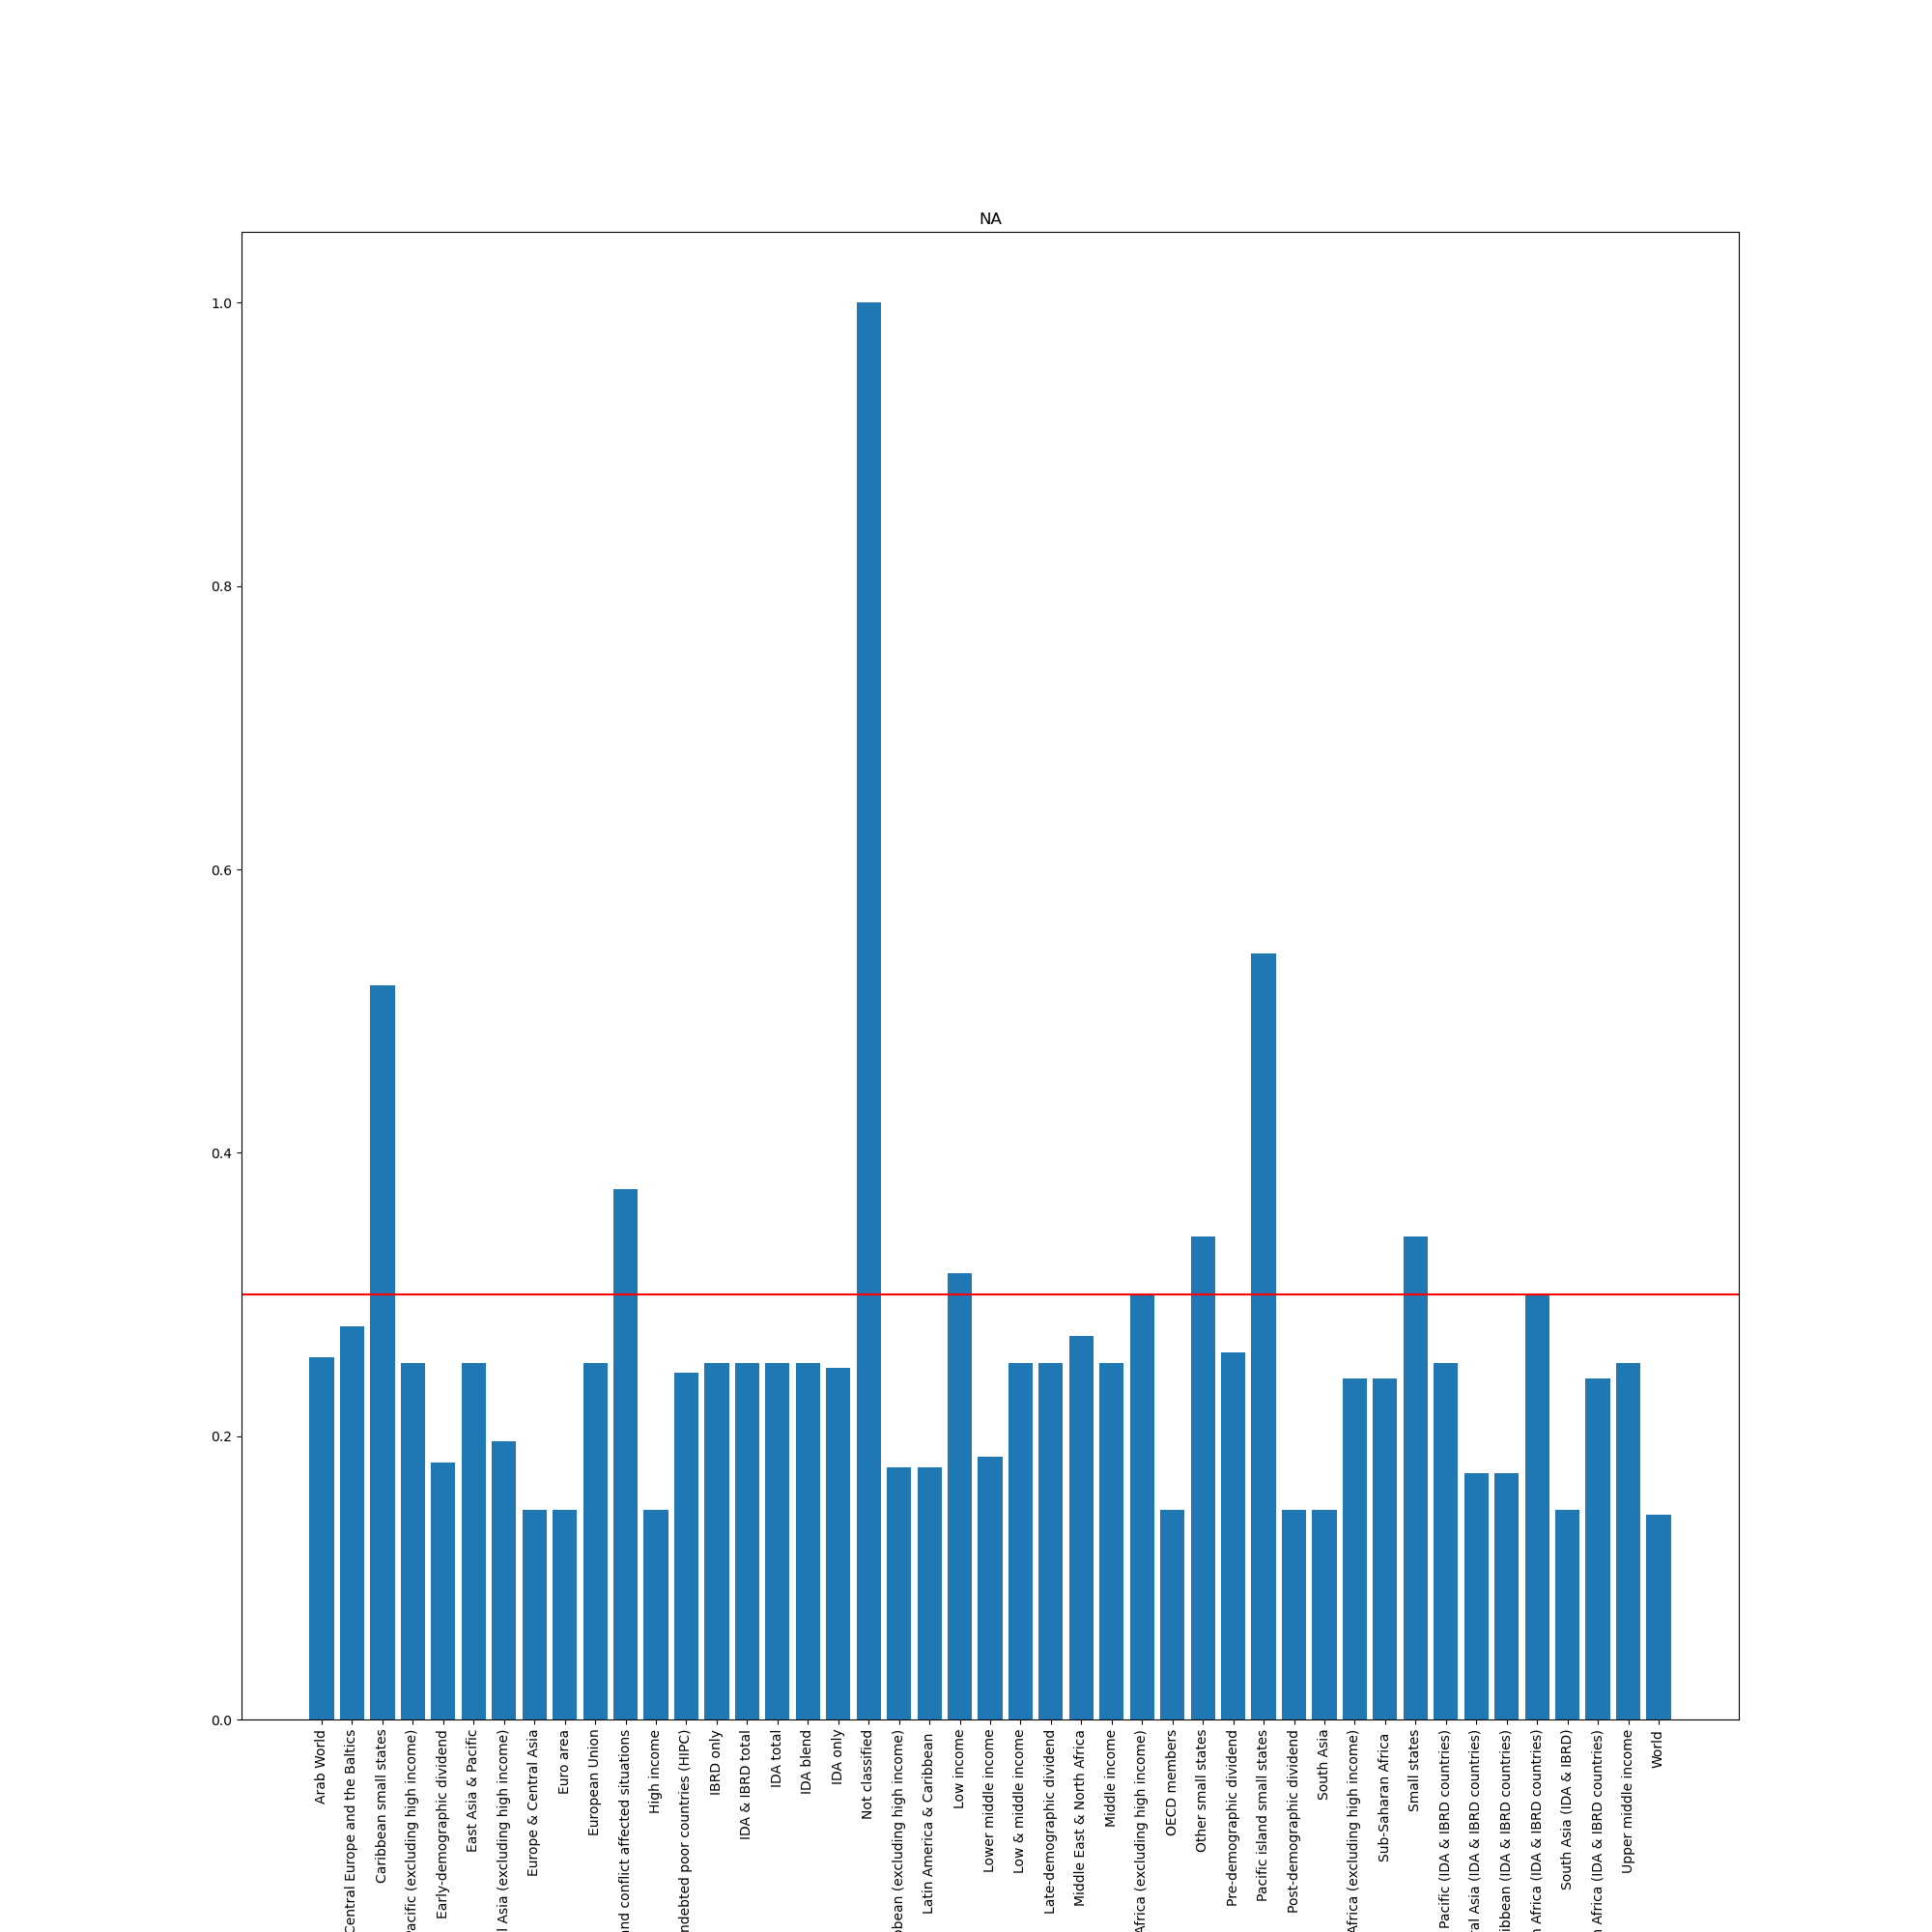 NA
1.0
0.8
0.6
0.4
0.2
0.0
Arab World
Central Europe and the Baltics
Caribbean small states
(excluding high income)
Early-demographic dividend
East Asia & Pacific
Asia (excluding high income)
Europe & Central Asia
Euro area
European Union
and conflict affected situations
High income
poor countries (HIPC)
IBRD only
IDA & IBRD total
IDA total
IDA blend
IDA only
Not classified
(excluding high income)
Latin America & Caribbean
Low income
Lower middle income
Low & middle income
Late-demographic dividend
Middle East & North Africa
Middle income
Africa (excluding high income)
OECD members
Other small states
Pre-demographic dividend
Pacific island small states
Post-demographic dividend
South Asia
Africa (excluding high income)
Sub-Saharan Africa
Small states
Pacific (IDA & IBRD countries)
Asia (IDA & IBRD countries)
(IDA & IBRD countries)
Africa (IDA & IBRD countries)
South Asia (IDA & IBRD)
Africa (IDA & IBRD countries)
Upper middle income
World